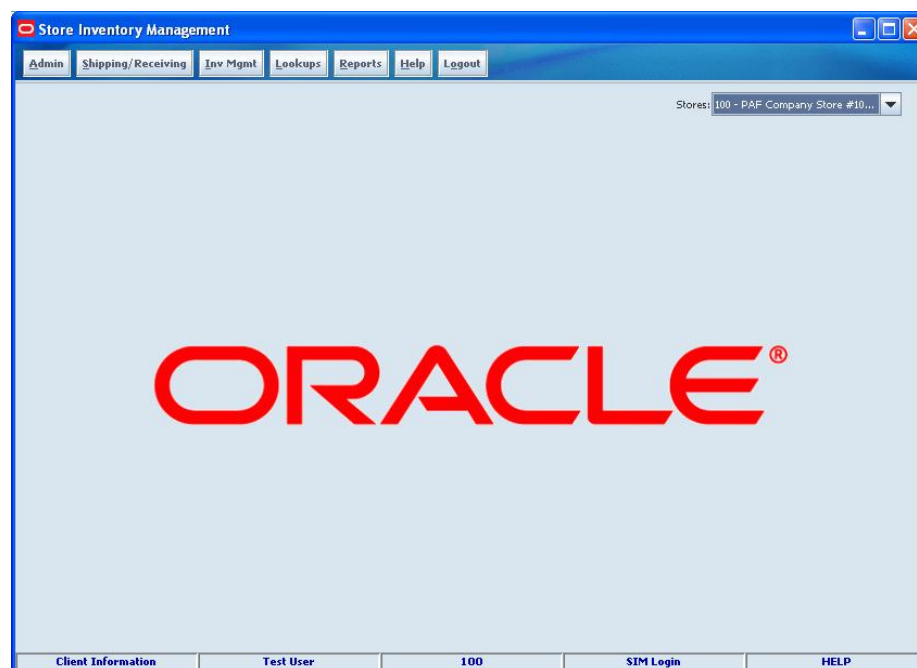 Store Inventory Management
Admin Shipping/Receiving Inv Mgmt Lookups Reports Help Logout
Stores: 100 - PAF Company Store #10...
ORACLE®
Client Information Test User 100 SIM Login HELP